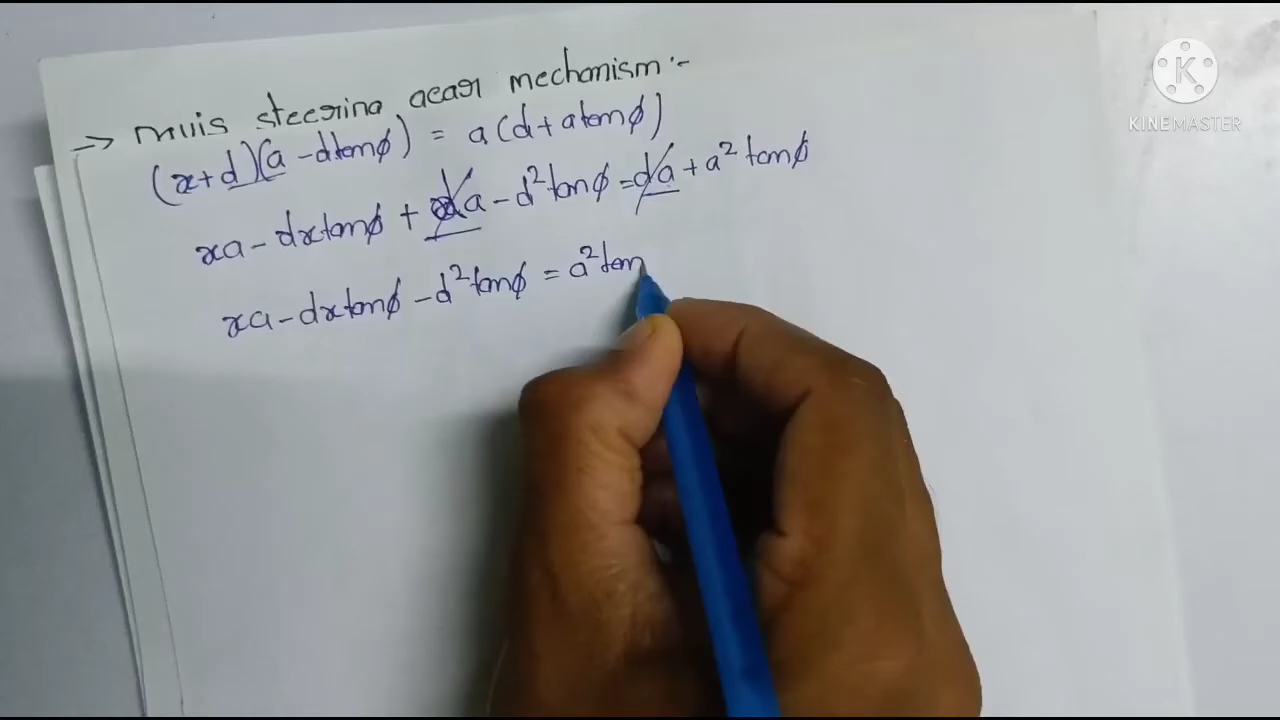 → steering gear mechanism :-
(x+d)(a - d tanφ) = a(d + a tanφ)
xa - dx tanφ + da - d² tanφ = da + a² tanφ
xa - dx tanφ - d² tanφ = a² tan
K
KINEMASTER